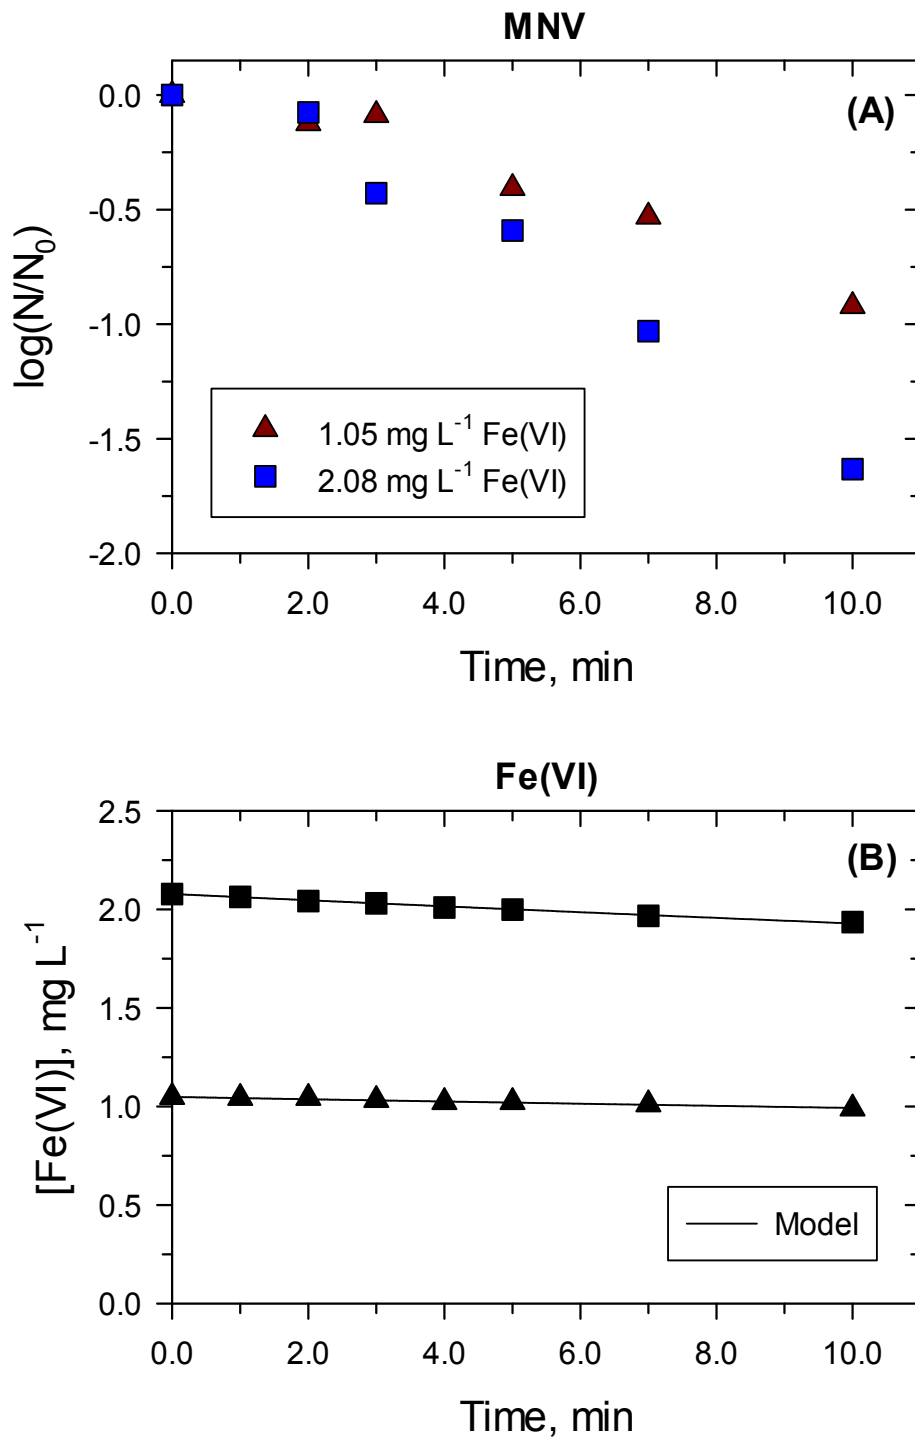 MNV
(A)
log(N/N₀)
0.0
-0.5
-1.0
-1.5
-2.0
1.05 mg L⁻¹ Fe(VI)
2.08 mg L⁻¹ Fe(VI)
0.0 2.0 4.0 6.0 8.0 10.0
Time, min
Fe(VI)
(B)
[Fe(VI)], mg L⁻¹
2.5
2.0
1.5
1.0
0.5
0.0
Model
0.0 2.0 4.0 6.0 8.0 10.0
Time, min